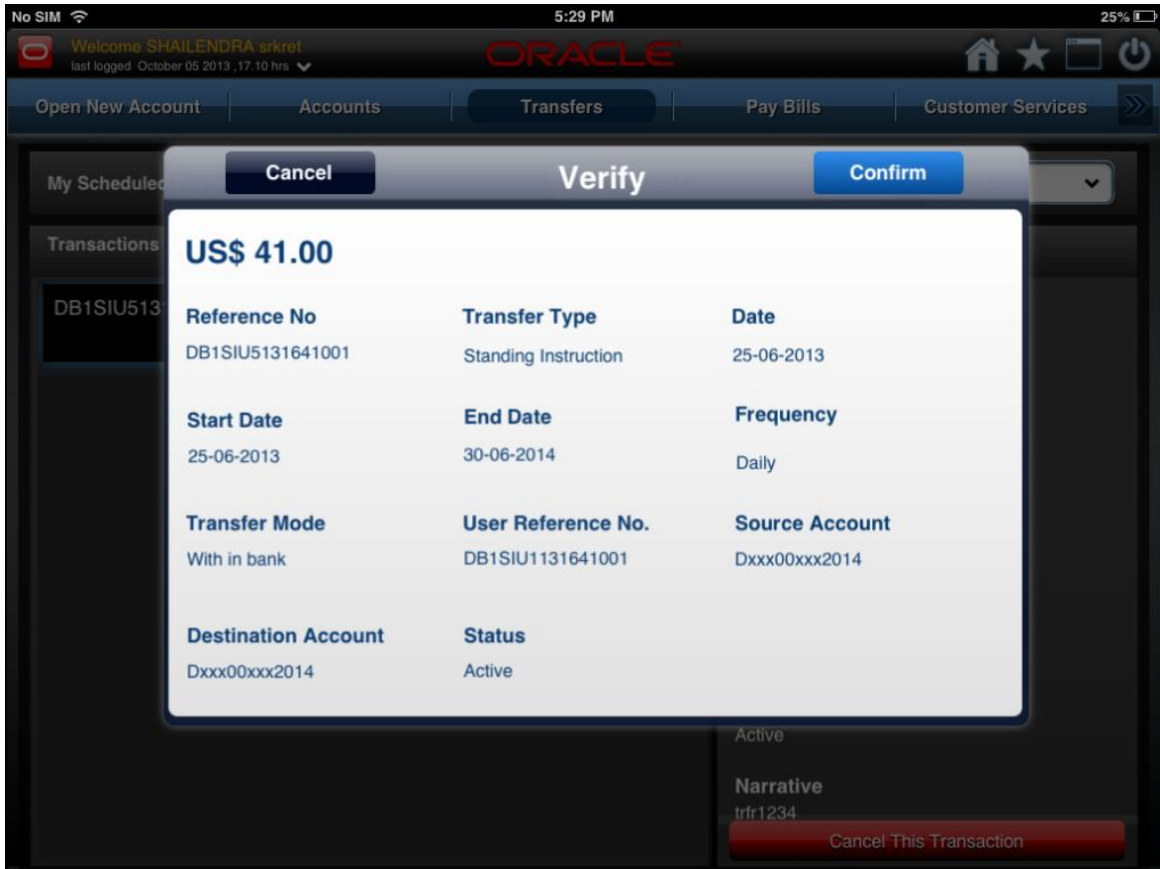 No SIM 5:29 PM 25%
Welcome SHAILENDRA srkret
last logged October 05 2013 ,17.10 hrs
ORACLE
Open New Account Accounts Transfers Pay Bills Customer Services
My Scheduled
Cancel Verify Confirm
Transactions
DB1SIU513
US$ 41.00
Reference No Transfer Type Date
DB1SIU5131641001 Standing Instruction 25-06-2013
Start Date End Date Frequency
25-06-2013 30-06-2014 Daily
Transfer Mode User Reference No. Source Account
With in bank DB1SIU1131641001 Dxxx00xxx2014
Destination Account Status
Dxxx00xxx2014 Active
Active
Narrative
trfr1234
Cancel This Transaction